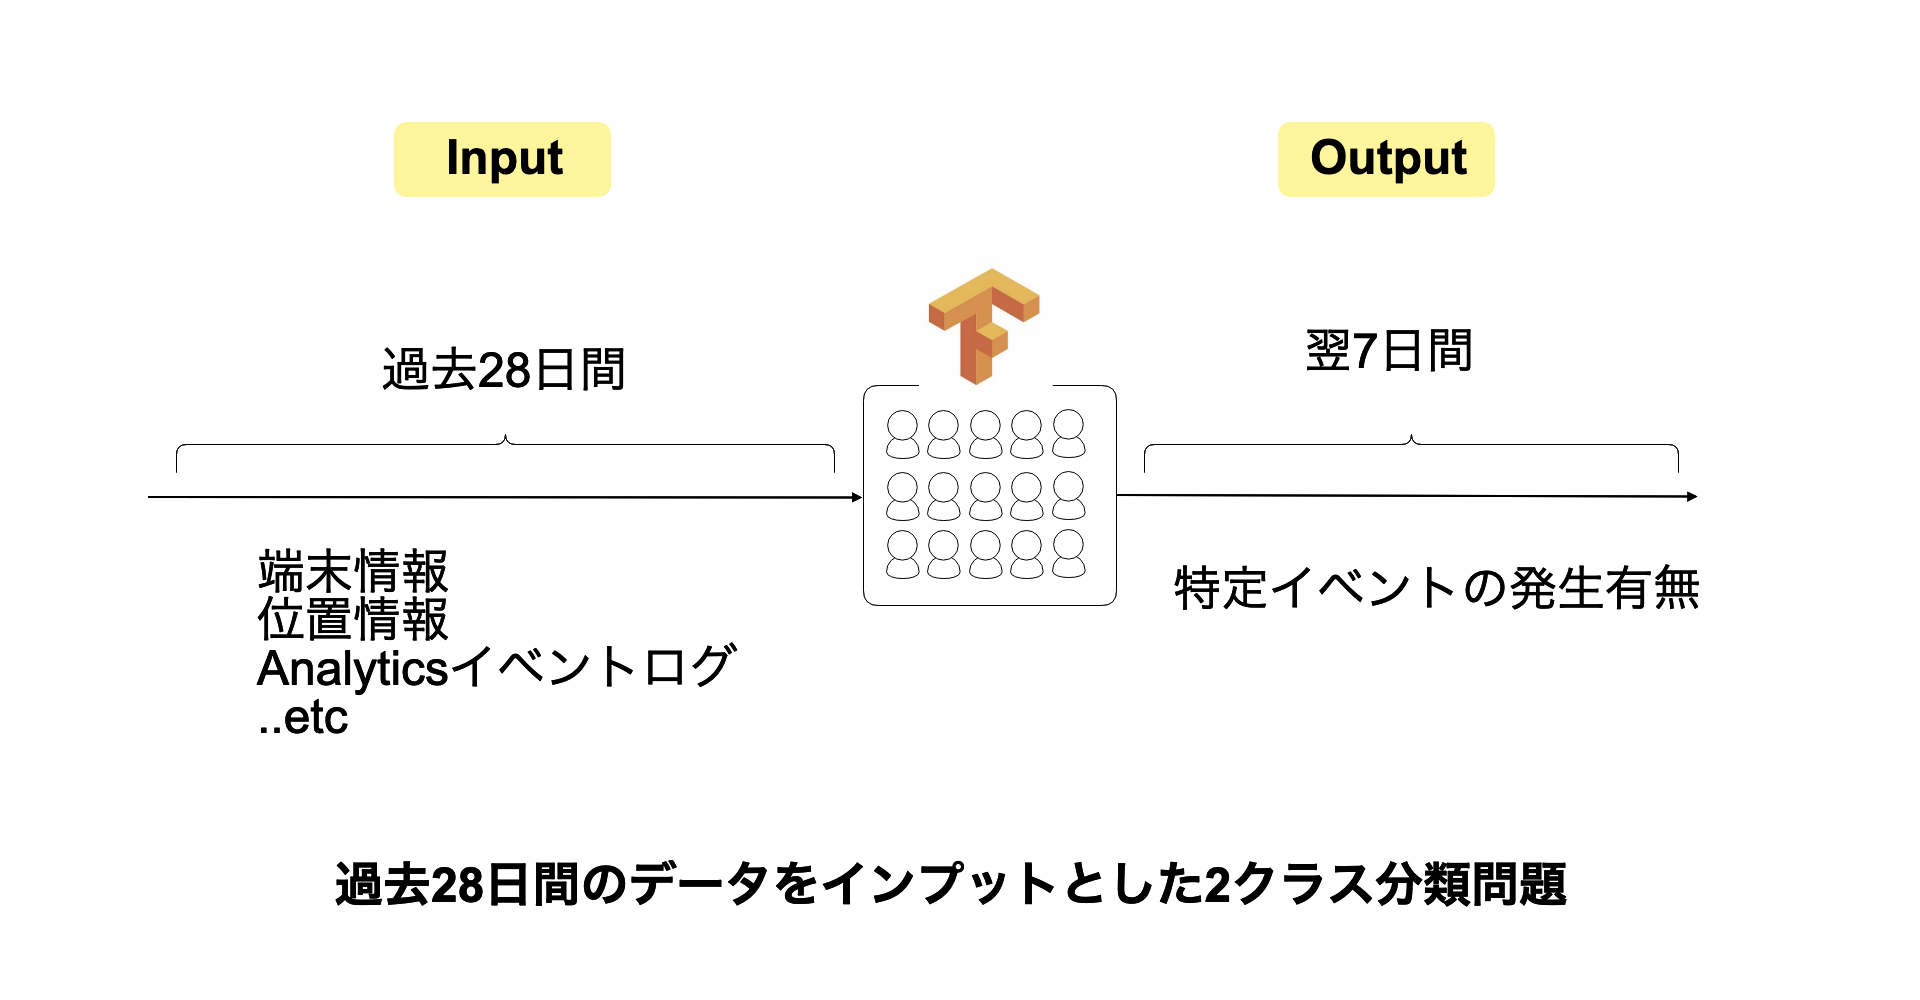 Input
Output
過去28日間
翌7日間
端末情報
位置情報
Analyticsイベントログ
..etc
特定イベントの発生有無
過去28日間のデータをインプットとした2クラス分類問題